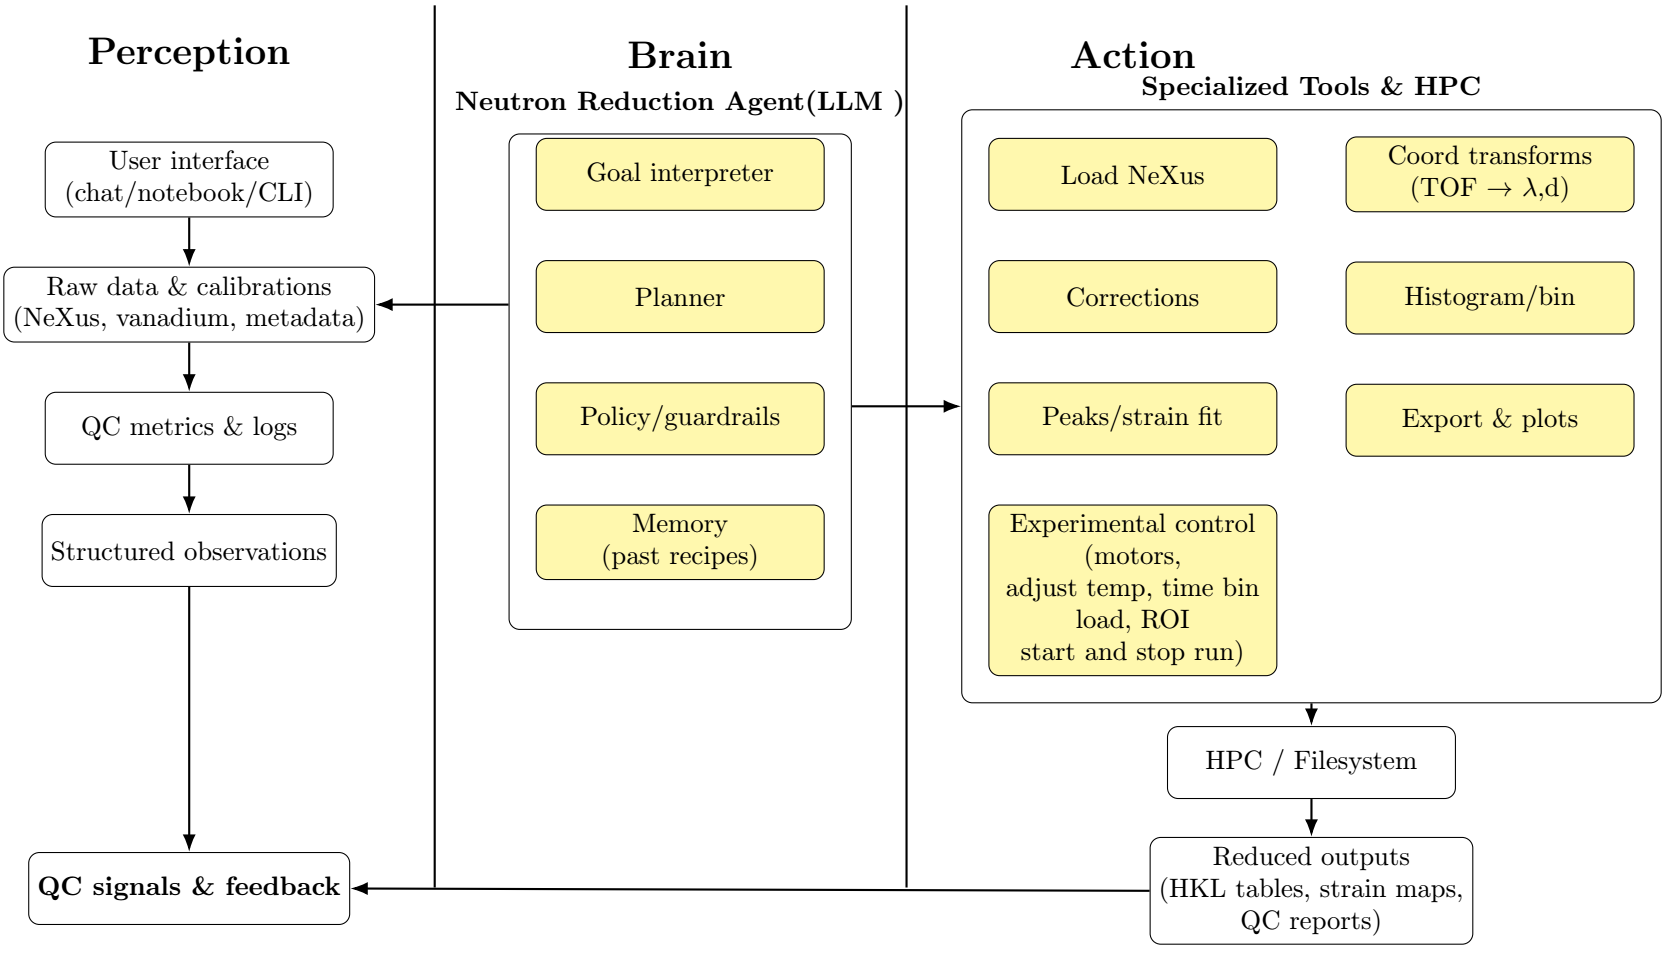 Perception
User interface
(chat/notebook/CLI)
Raw data & calibrations
(NeXus, vanadium, metadata)
QC metrics & logs
Structured observations
QC signals & feedback
Brain
Neutron Reduction Agent(LLM )
Goal interpreter
Planner
Policy/guardrails
Memory
(past recipes)
Action
Specialized Tools & HPC
Load NeXus
Coord transforms
(TOF → λ,d)
Corrections
Histogram/bin
Peaks/strain fit
Export & plots
Experimental control
(motors,
adjust temp, time bin
load, ROI
start and stop run)
HPC / Filesystem
Reduced outputs
(HKL tables, strain maps,
QC reports)